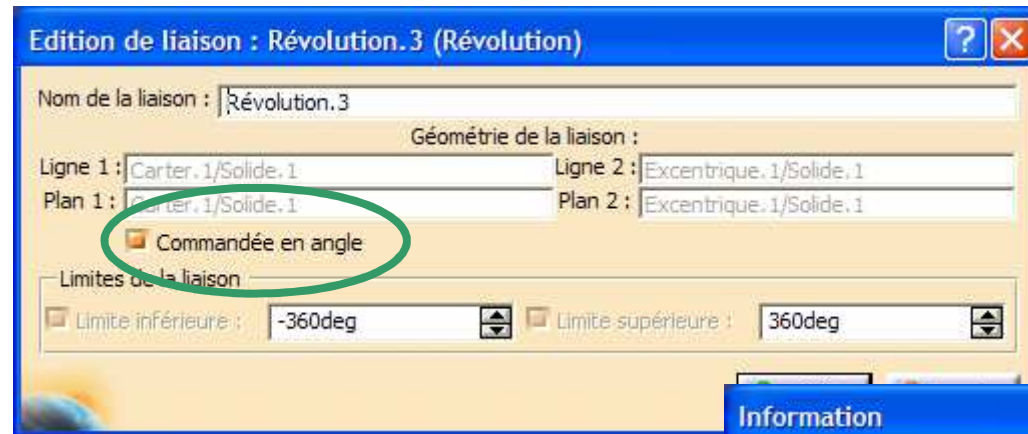 Edition de liaison : Révolution.3 (Révolution)
Nom de la liaison : Révolution.3
Géométrie de la liaison :
Ligne 1 : Carter.1/Solide.1 Ligne 2 : Excentrique.1/Solide.1
Plan 1 : Carter.1/Solide.1 Plan 2 : Excentrique.1/Solide.1
Commandée en angle
Limites de la liaison
Limite inférieure : -360deg Limite supérieure : 360deg
Information